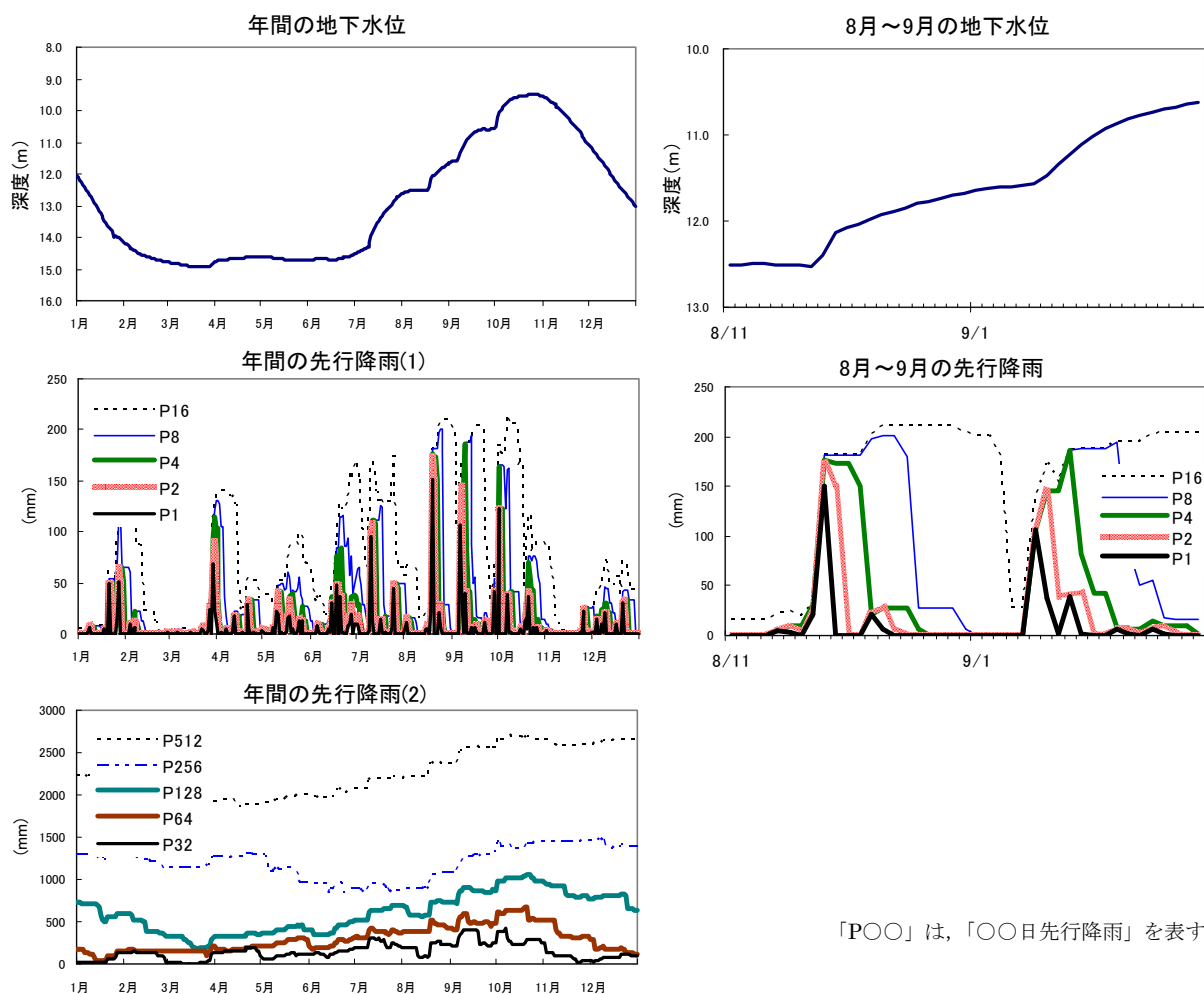 年間の地下水位
8.0
9.0
10.0
11.0
12.0
13.0
14.0
15.0
16.0
深度(m)
1月 2月 3月 4月 5月 6月 7月 8月 9月 10月 11月 12月
8月～9月の地下水位
10.0
11.0
12.0
13.0
深度(m)
8/11 9/1
年間の先行降雨(1)
250
200
150
100
50
0
(mm)
P16
P8
P4
P2
P1
1月 2月 3月 4月 5月 6月 7月 8月 9月 10月 11月 12月
8月～9月の先行降雨
250
200
150
100
50
0
(mm)
P16
P8
P4
P2
P1
8/11 9/1
年間の先行降雨(2)
3000
2500
2000
1500
1000
500
0
(mm)
P512
P256
P128
P64
P32
1月 2月 3月 4月 5月 6月 7月 8月 9月 10月 11月 12月
「P○○」は,「○○日先行降雨」を表す